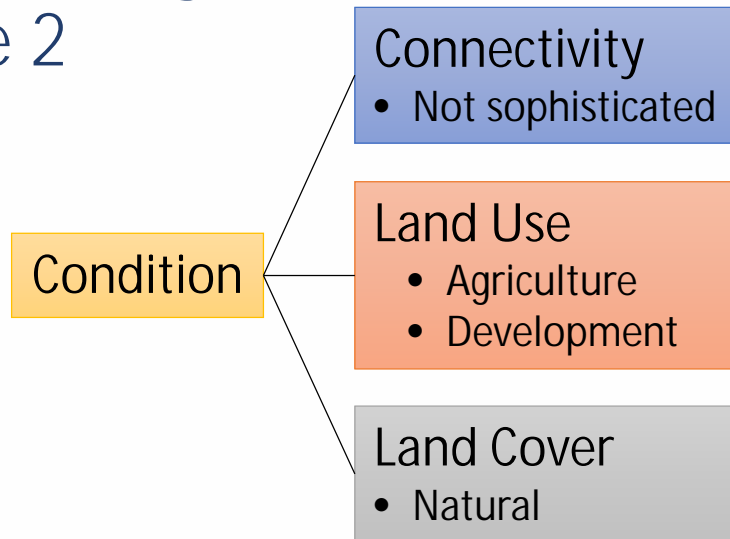 e 2
Connectivity
• Not sophisticated
Condition
Land Use
• Agriculture
• Development
Land Cover
• Natural